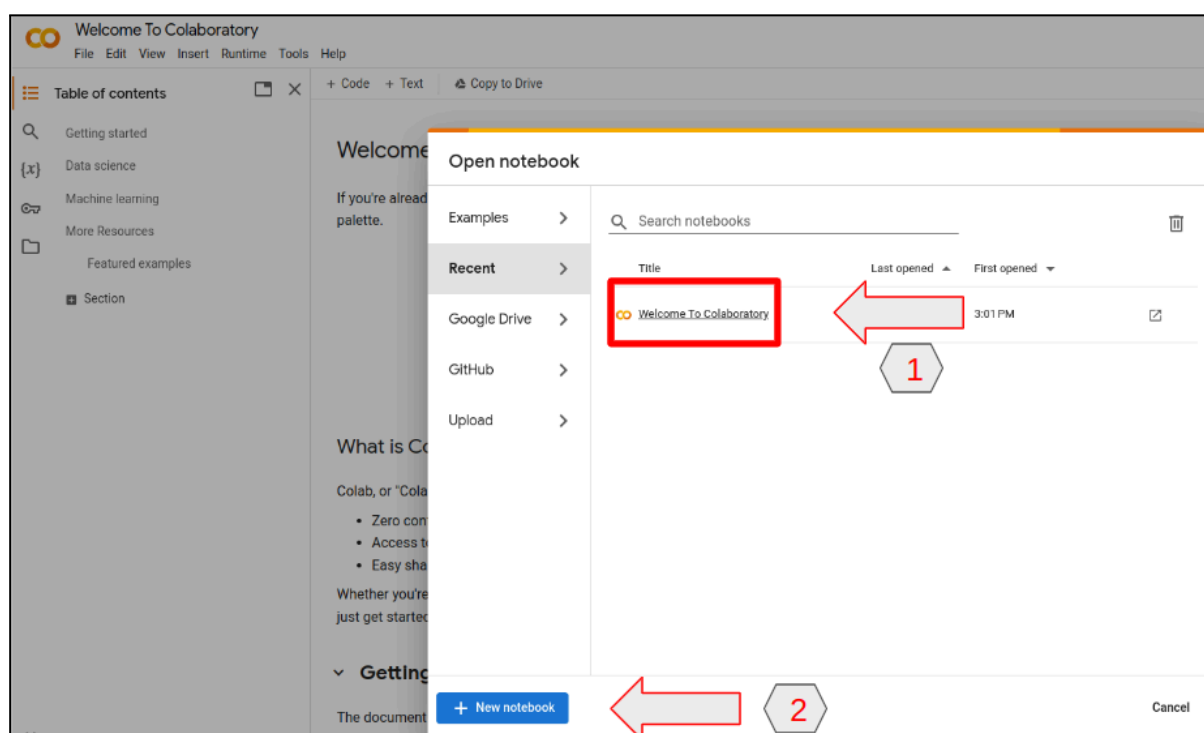 Welcome To Colaboratory
File Edit View Insert Runtime Tools Help
Table of contents
+ Code + Text Copy to Drive
Getting started
Data science
Machine learning
More Resources
Featured examples
Section
{x}
Welcome
If you're alread
palette.
What is Co
Colab, or "Cola
• Zero con
• Access to
• Easy sha
Whether you're
just get started
Getting
The document
Open notebook
Examples
Recent
Google Drive
GitHub
Upload
Search notebooks
Title Last opened First opened
Welcome To Colaboratory 3:01 PM
1
+ New notebook
2
Cancel